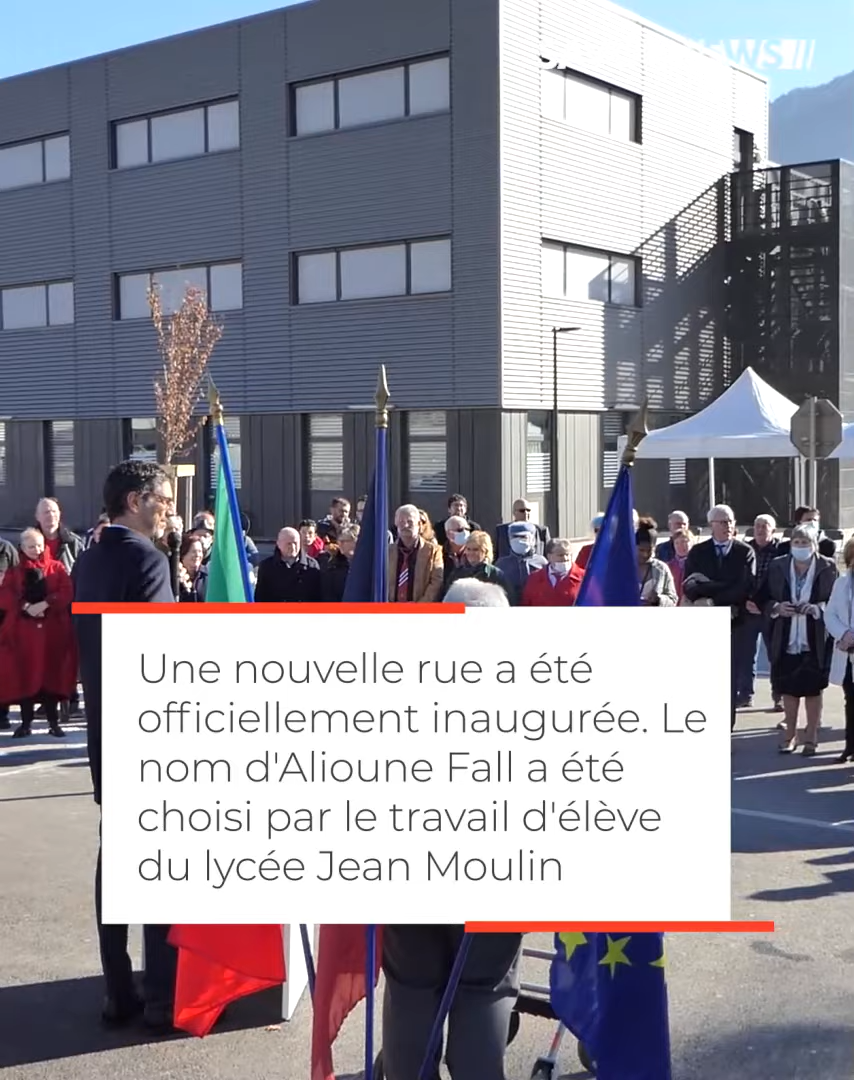 NEWS
Une nouvelle rue a été
officiellement inaugurée. Le
nom d'Alioune Fall a été
choisi par le travail d'élève
du lycée Jean Moulin